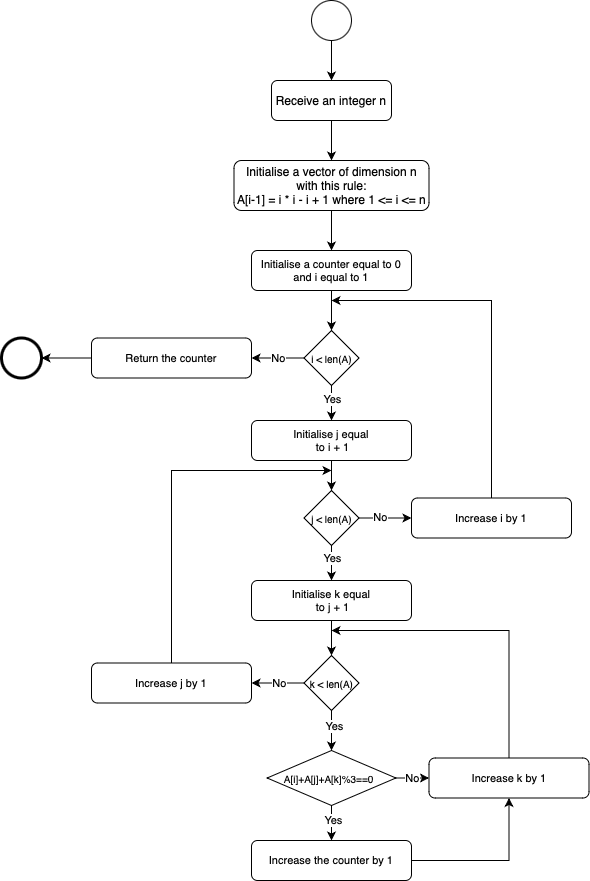 Receive an integer n
Initialise a vector of dimension n
with this rule:
A[i-1] = i * i - i + 1 where 1 <= i <= n
Initialise a counter equal to 0
and i equal to 1
Return the counter
No
i < len(A)
Yes
Initialise j equal
to i + 1
j < len(A)
No
Increase i by 1
Yes
Initialise k equal
to j + 1
Increase j by 1
No
k < len(A)
Yes
A[i]+A[j]+A[k]%3==0
No
Increase k by 1
Yes
Increase the counter by 1